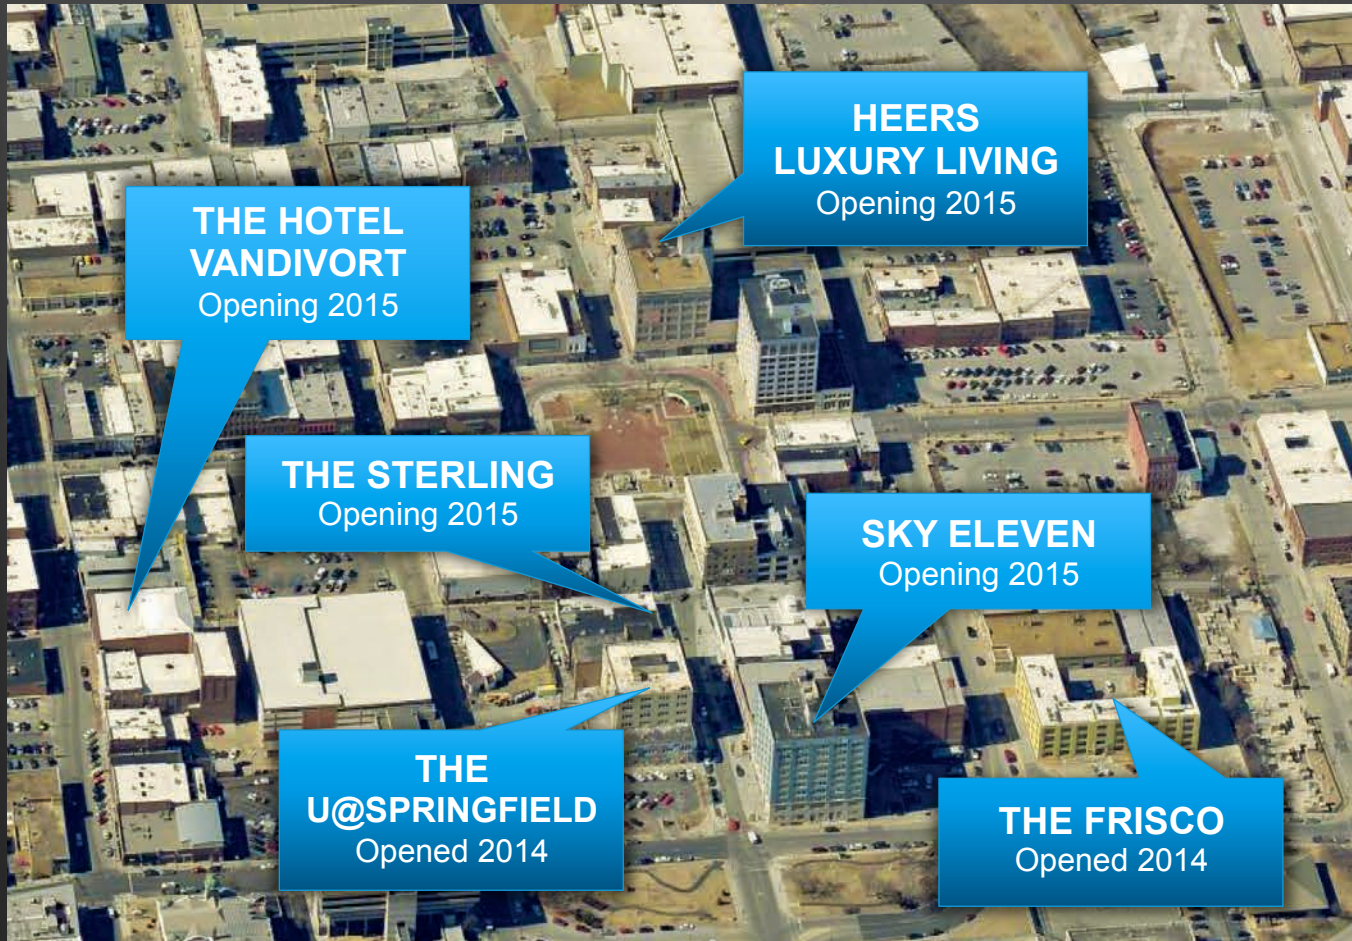 HEERS
LUXURY LIVING
Opening 2015
THE HOTEL
VANDIVORT
Opening 2015
THE STERLING
Opening 2015
SKY ELEVEN
Opening 2015
THE
U@SPRINGFIELD
Opened 2014
THE FRISCO
Opened 2014